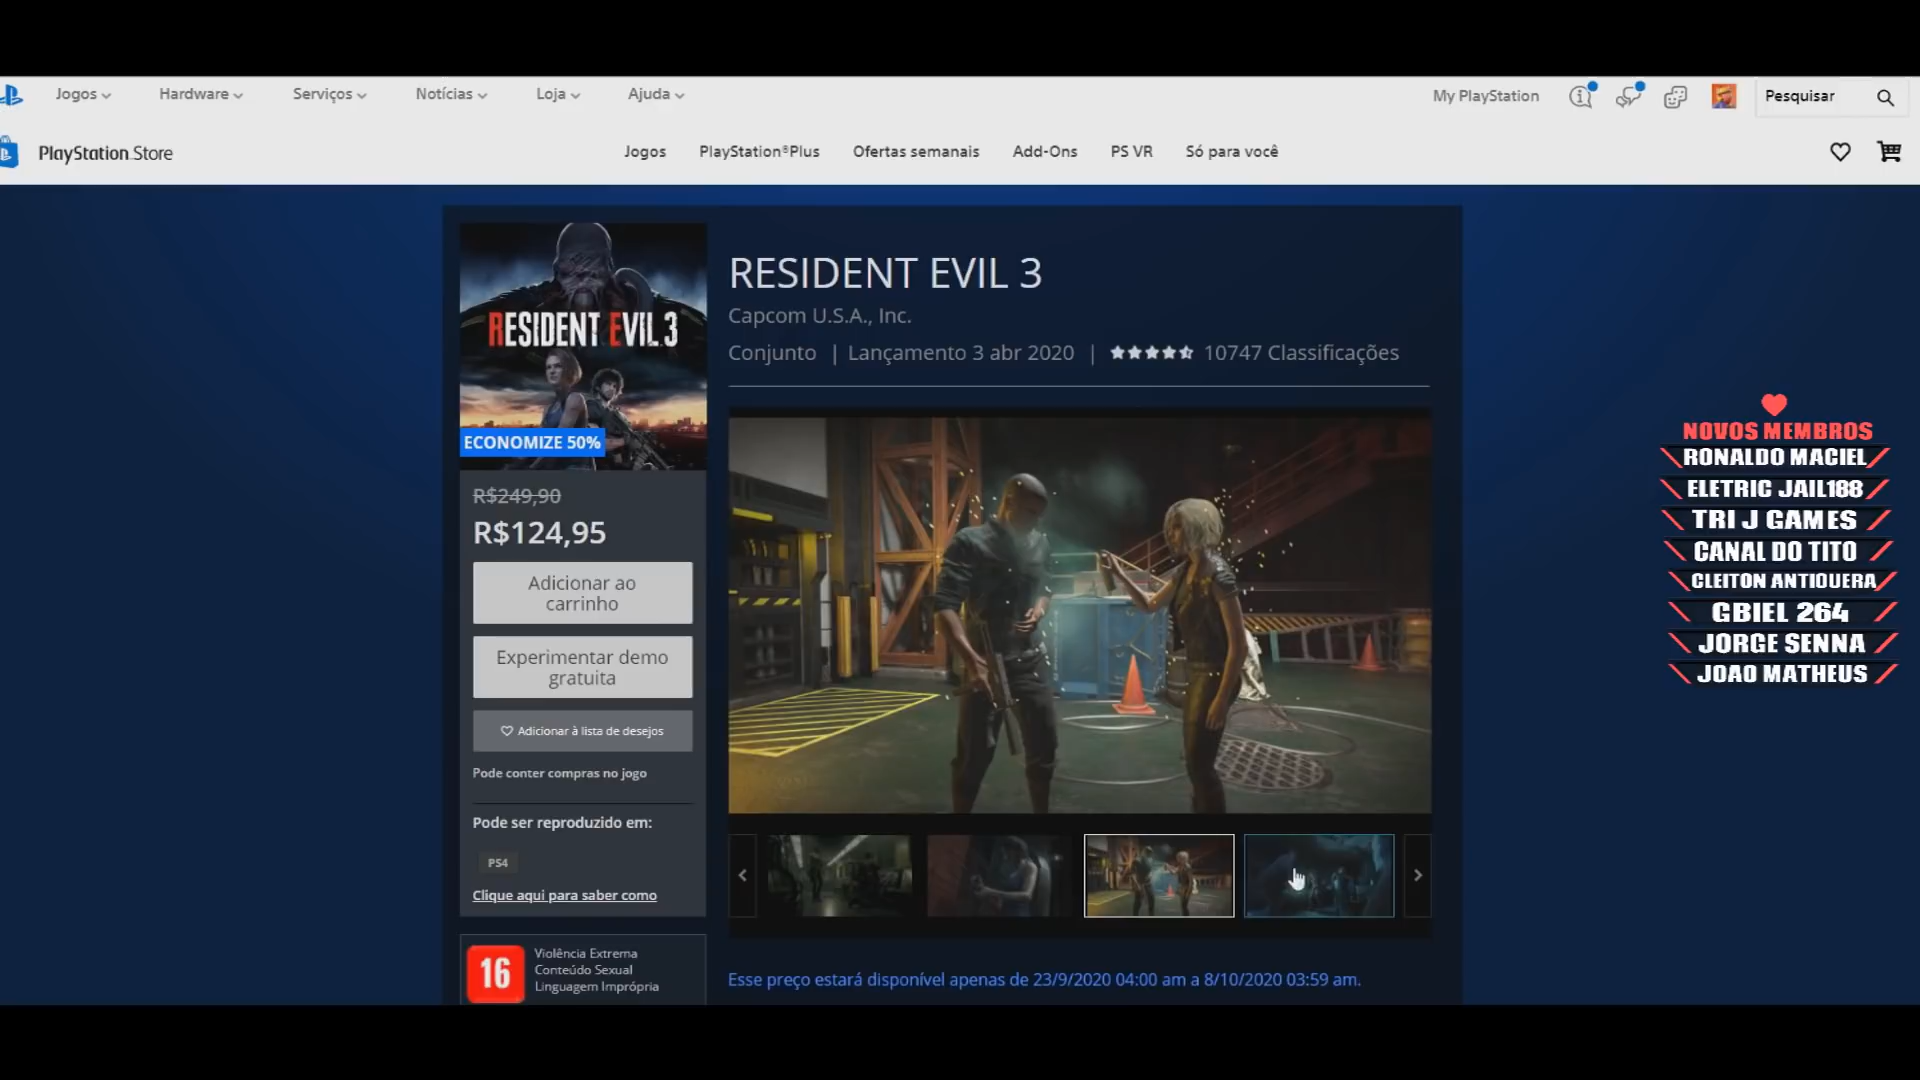 Jogos Hardware Serviços Notícias Loja Ajuda My PlayStation Pesquisar
PlayStation Store Jogos PlayStation®Plus Ofertas semanais Add-Ons PS VR Só para você
RESIDENT EVIL 3
ECONOMIZE 50%
R$249,90
R$124,95
Adicionar ao
carrinho
Experimentar demo
gratuita
Adicionar à lista de desejos
Pode conter compras no jogo
Pode ser reproduzido em:
PS4
Clique aqui para saber como
16
Violência Extrema
Conteúdo Sexual
Linguagem Imprópria
RESIDENT EVIL 3
Capcom U.S.A., Inc.
Conjunto | Lançamento 3 abr 2020 | 10747 Classificações
Esse preço estará disponível apenas de 23/9/2020 04:00 am a 8/10/2020 03:59 am.
NOVOS MEMBROS
RONALDO MACIEL
ELETRIC JAIL188
TRI J GAMES
CANAL DO TITO
CLEITON ANTIQUERA
GBIEL 264
JORGE SENNA
JOAO MATHEUS